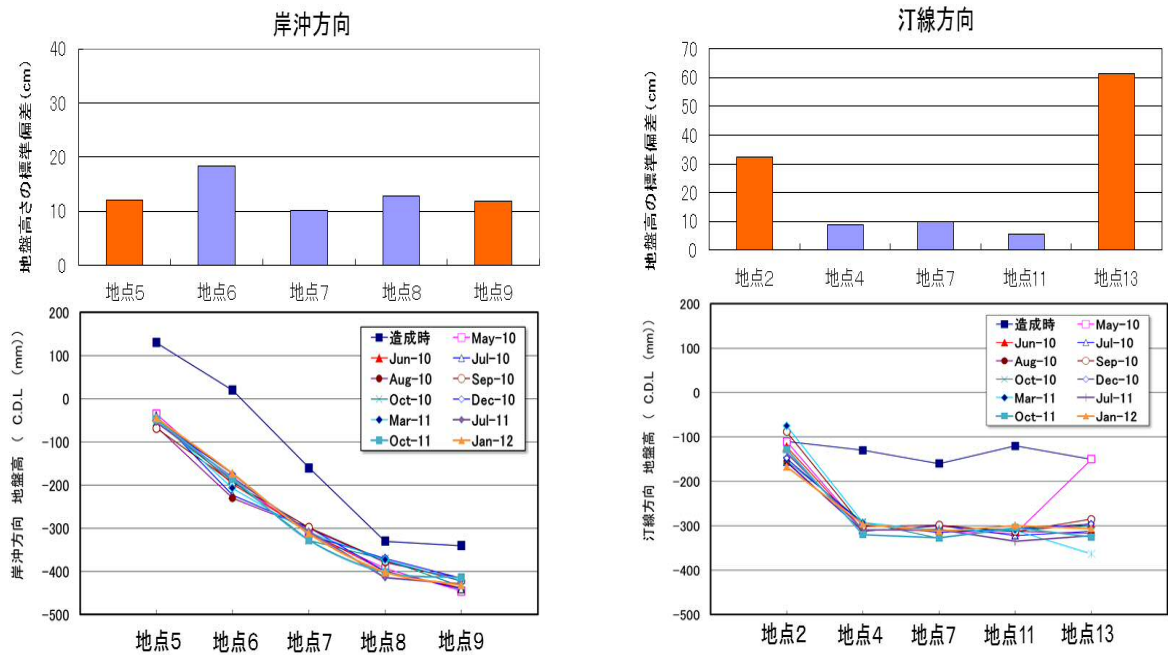 岸沖方向
地盤高さの標準偏差(cm)
40
30
20
10
0
地点5 地点6 地点7 地点8 地点9
岸沖方向 地盤高 ( C.D.L (mm))
200
100
0
-100
-200
-300
-400
-500
造成時 May-10
Jun-10 Jul-10
Aug-10 Sep-10
Oct-10 Dec-10
Mar-11 Jul-11
Oct-11 Jan-12
地点5 地点6 地点7 地点8 地点9
汀線方向
地盤高の標準偏差(cm)
70
60
50
40
30
20
10
0
地点2 地点4 地点7 地点11 地点13
汀線方向 地盤高 ( C.D.L (mm))
200
100
0
-100
-200
-300
-400
-500
造成時 May-10
Jun-10 Jul-10
Aug-10 Sep-10
Oct-10 Dec-10
Mar-11 Jul-11
Oct-11 Jan-12
地点2 地点4 地点7 地点11 地点13